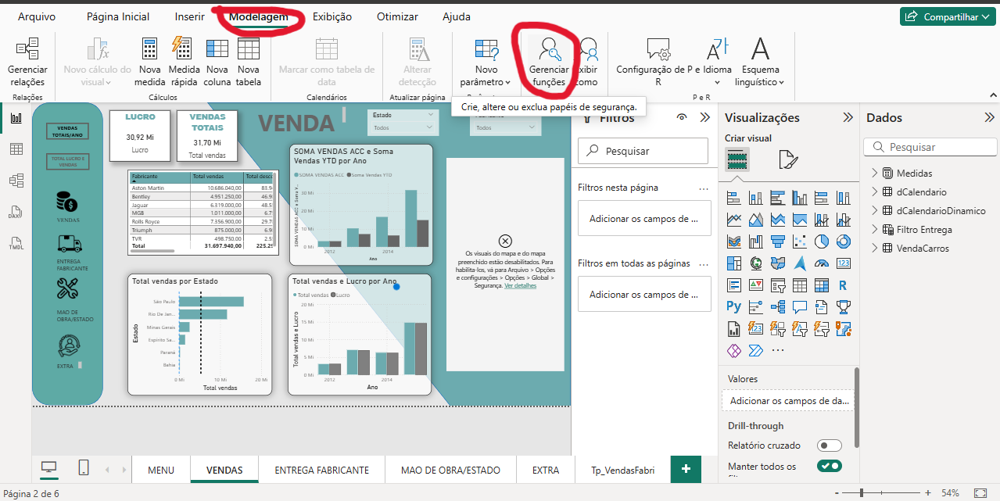 Arquivo Página Inicial Inserir Modelagem Exibição Otimizar Ajuda Compartilhar
Gerenciar relações
Relações
Nova cálculo do visual
Nova medida
Medida rápida
Nova coluna
Nova tabela
Cálculos
Marcar como tabela de data
Calendários
Alterar detecção
Atualizar página
Novo parâmetro
Gerenciar funções
Configuração de P e R
Idioma
Esquema linguístico
P e R
Crie, altere ou exclua papéis de segurança.
DAX
TMDL
VENDAS
TOTAIS/ANO
TOTAL LUCRO E
VENDAS
VENDAS
ENTREGA
FABRICANTE
MAO DE
OBRA/ESTADO
EXTRA
LUCRO
30,92 Mi
Lucro
VENDAS
TOTAIS
31,70 Mi
Total vendas
VENDA
Estado
Todos
Todos
Fabricante Total vendas Total desc
Aston Martin 10.686.040,00 83.9
Bentley 4.951.250,00 46.9
Jaguar 6.319.000,00 48.5
MGB 1.011.000,00 6.7
Rolls Royce 7.356.900,00 29.7
Triumph 875.000,00 6.9
TVR 498.750,00 2.5
Total 31.697.940,00 225.29
SOMA VENDAS ACC e Soma
Vendas YTD por Ano
SOMA VENDAS ACC Soma Vendas YTD
SOMA VENDAS ACC e Soma V...
30 Mi
20 Mi
10 Mi
0 Mi
2012 2014
Ano
Os visuais do mapa e do mapa
preenchido estão desabilitados. Para
habilita-los, vá para Arquivo > Opções
e configurações > Opções > Global >
Segurança. Ver detalhes
Total vendas por Estado
Estado
São Paulo
Rio De Jan...
Minas Gerais
Espirito Sa...
Paraná
Bahia
0 Mi 10 Mi 20 Mi
Total vendas
Total vendas e Lucro por Ano
Total vendas Lucro
Total vendas e Lucro
20 Mi
15 Mi
10 Mi
5 Mi
0 Mi
2012 2014
Ano
Filtros
Pesquisar
Filtros nesta página ...
Adicionar os campos de ...
Filtros em todas as páginas ...
Adicionar os campos de ...
Visualizações
Criar visual
123
R
Py
123
...
Valores
Adicionar os campos de da...
Drill-through
Relatório cruzado
Manter todos os
Dados
Pesquisar
Medidas
dCalendario
dCalendarioDinamico
Filtro Entrega
VendaCarros
MENU VENDAS ENTREGA FABRICANTE MAO DE OBRA/ESTADO EXTRA Tp_VendasFabri +
Página 2 de 6 - + 54%